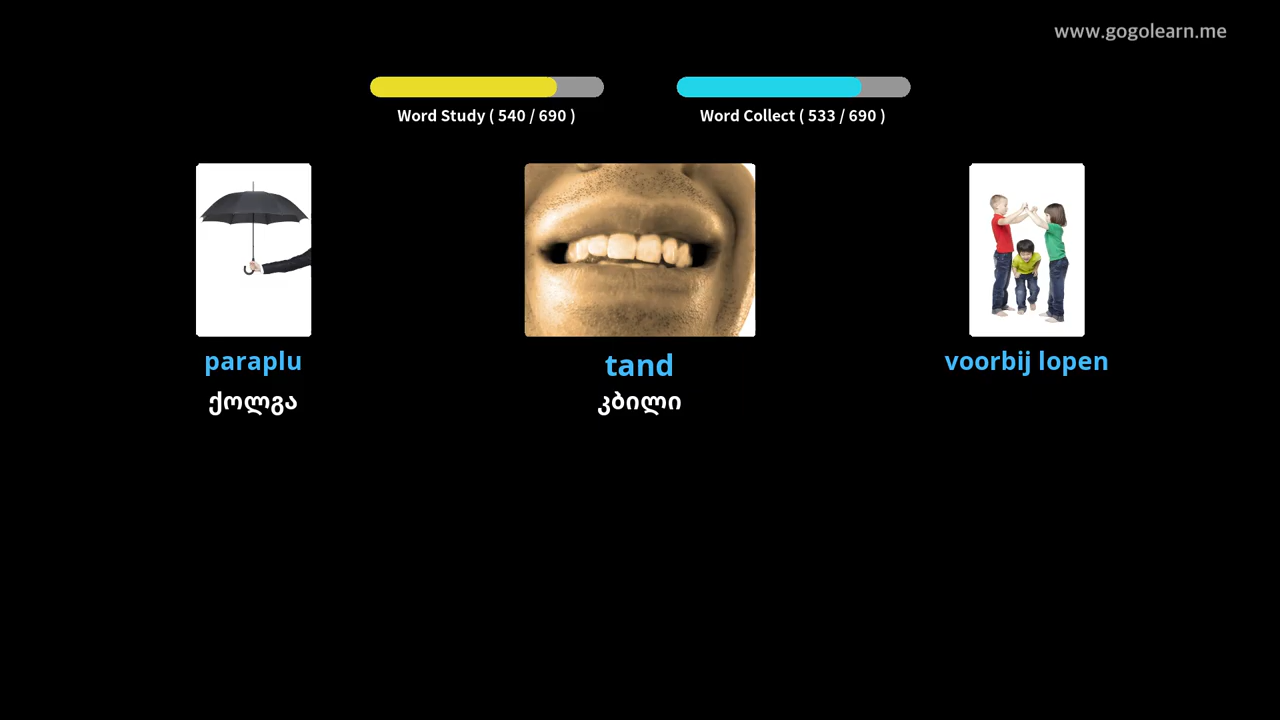 www.gogolearn.me
Word Study ( 540 / 690 )
Word Collect ( 533 / 690 )
paraplu
tand
voorbij lopen
ქოლგა
კბილი